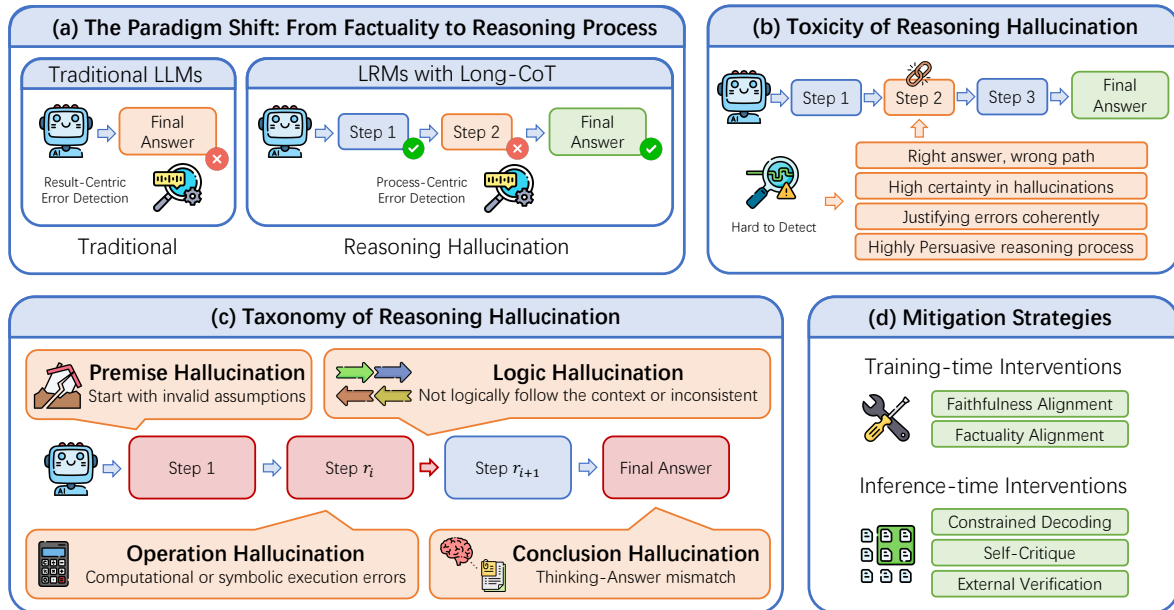 (a) The Paradigm Shift: From Factuality to Reasoning Process
Traditional LLMs
AI
Final
Answer
Result-Centric
Error Detection
Traditional
LRMs with Long-CoT
AI
Step 1
Step 2
Final
Answer
Process-Centric
Error Detection
Reasoning Hallucination
(b) Toxicity of Reasoning Hallucination
AI
Step 1
Step 2
Step 3
Final
Answer
Hard to Detect
Right answer, wrong path
High certainty in hallucinations
Justifying errors coherently
Highly Persuasive reasoning process
(c) Taxonomy of Reasoning Hallucination
Premise Hallucination
Start with invalid assumptions
Logic Hallucination
Not logically follow the context or inconsistent
AI
Step 1
Step r_i
Step r_{i+1}
Final Answer
Operation Hallucination
Computational or symbolic execution errors
Conclusion Hallucination
Thinking-Answer mismatch
(d) Mitigation Strategies
Training-time Interventions
Faithfulness Alignment
Factuality Alignment
Inference-time Interventions
Constrained Decoding
Self-Critique
External Verification